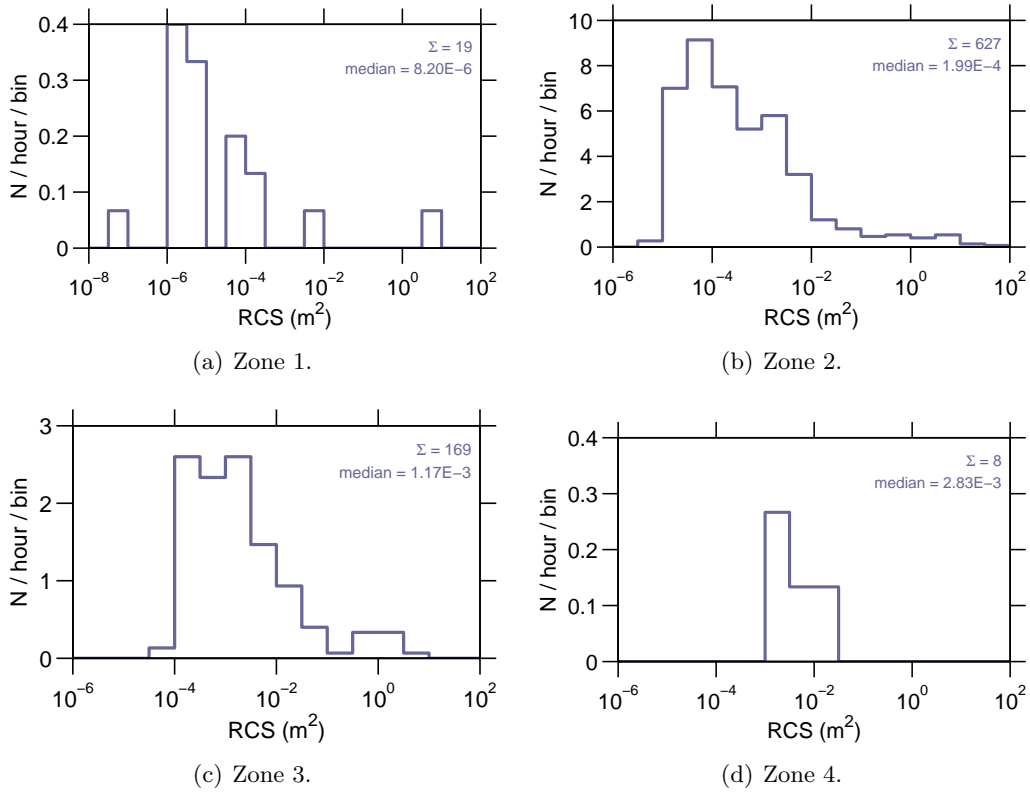 0.4
0.3
0.2
0.1
0
N / hour / bin
Σ = 19
median = 8.20E−6
10^−8 10^−6 10^−4 10^−2 10^0 10^2
RCS (m^2)
(a) Zone 1.
10
8
6
4
2
0
N / hour / bin
Σ = 627
median = 1.99E−4
10^−6 10^−4 10^−2 10^0 10^2
RCS (m^2)
(b) Zone 2.
3
2
1
0
N / hour / bin
Σ = 169
median = 1.17E−3
10^−6 10^−4 10^−2 10^0 10^2
RCS (m^2)
(c) Zone 3.
0.4
0.3
0.2
0.1
0
N / hour / bin
Σ = 8
median = 2.83E−3
10^−6 10^−4 10^−2 10^0 10^2
RCS (m^2)
(d) Zone 4.